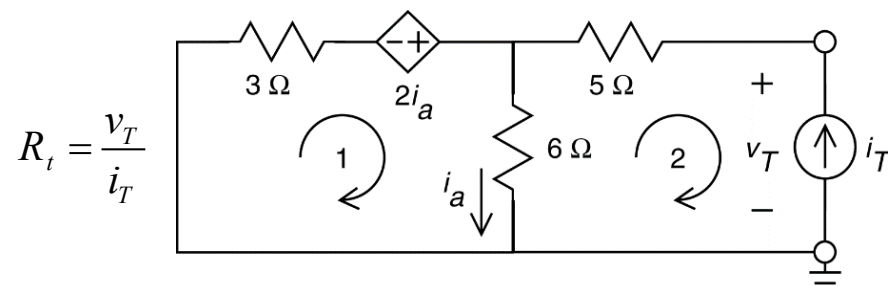 R_t = v_T / i_T
3 Ω
− +
2i_a
5 Ω
+
1
i_a
6 Ω
2
v_T
i_T
−